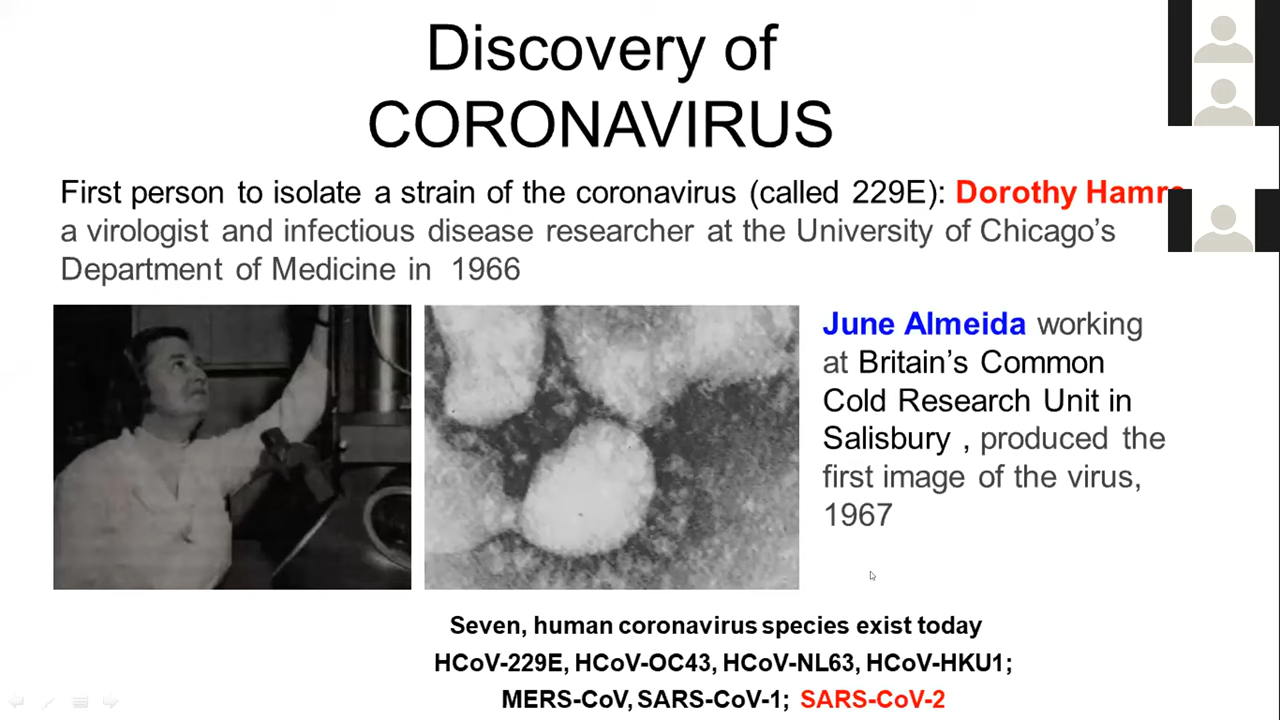 Discovery of
CORONAVIRUS
First person to isolate a strain of the coronavirus (called 229E): Dorothy
a virologist and infectious disease researcher at the University of Chicago's
Department of Medicine in 1966
June Almeida working
at Britain's Common
Cold Research Unit in
Salisbury , produced the
first image of the virus,
1967
Seven, human coronavirus species exist today
HCoV-229E, HCoV-OC43, HCoV-NL63, HCoV-HKU1;
MERS-CoV, SARS-CoV-1; SARS-CoV-2